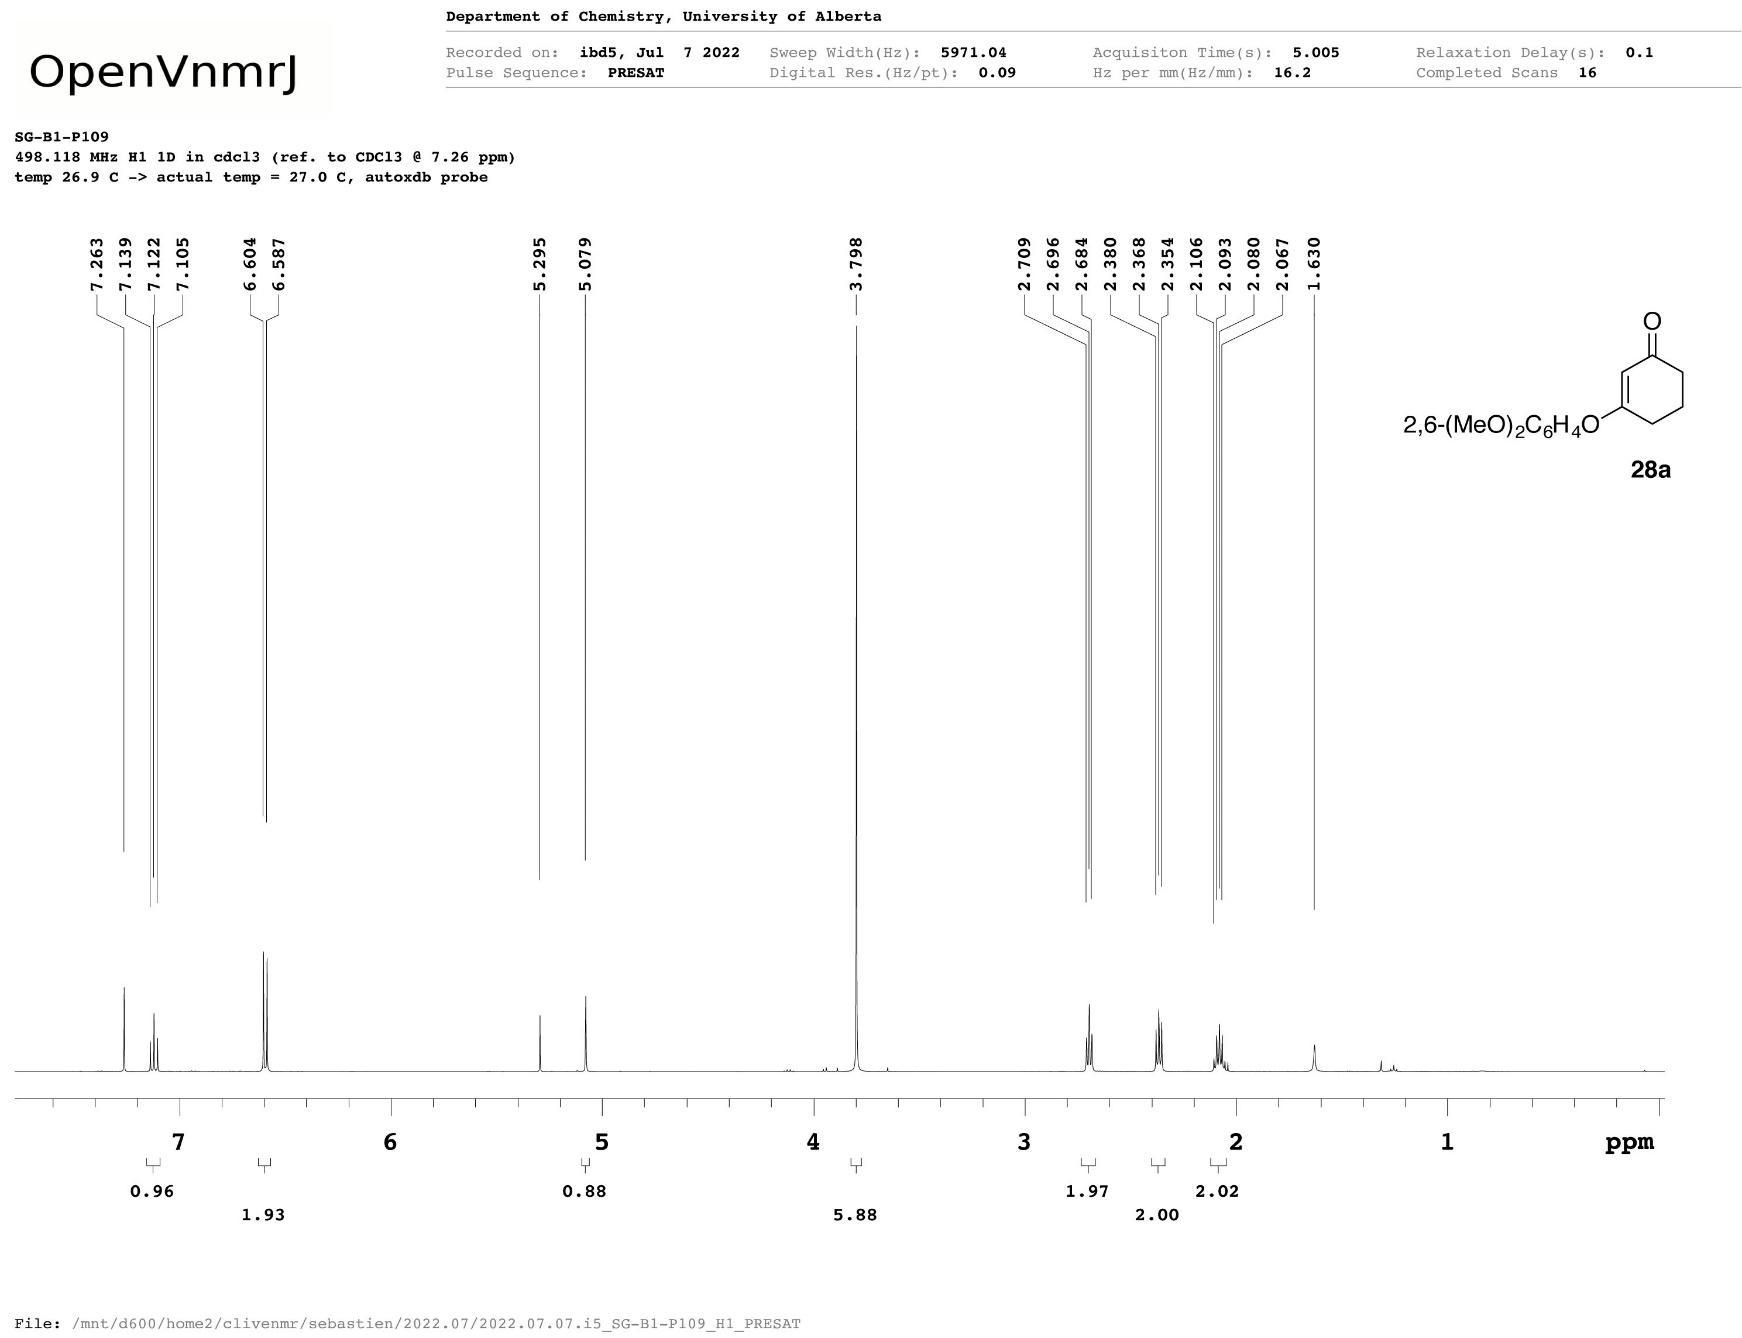 Department of Chemistry, University of Alberta
OpenVnmrJ
Recorded on: ibd5, Jul 7 2022 Sweep Width(Hz): 5971.04 Acquisiton Time(s): 5.005 Relaxation Delay(s): 0.1
Pulse Sequence: PRESAT Digital Res.(Hz/pt): 0.09 Hz per mm(Hz/mm): 16.2 Completed Scans 16
SG-B1-P109
498.118 MHz H1 1D in cdcl3 (ref. to CDCl3 @ 7.26 ppm)
temp 26.9 C -> actual temp = 27.0 C, autoxdb probe
7.263 7.139 7.122 7.105 6.604 6.587 5.295 5.079 3.798 2.709 2.696 2.684 2.380 2.368 2.354 2.106 2.093 2.080 2.067 1.630
O
2,6-(MeO)₂C₆H₄O
28a
7 6 5 4 3 2 1 ppm
0.96 0.88 1.97 2.02
1.93 5.88 2.00
File: /mnt/d600/home2/clivenmr/sebastien/2022.07/2022.07.07.i5_SG-B1-P109_H1_PRESAT